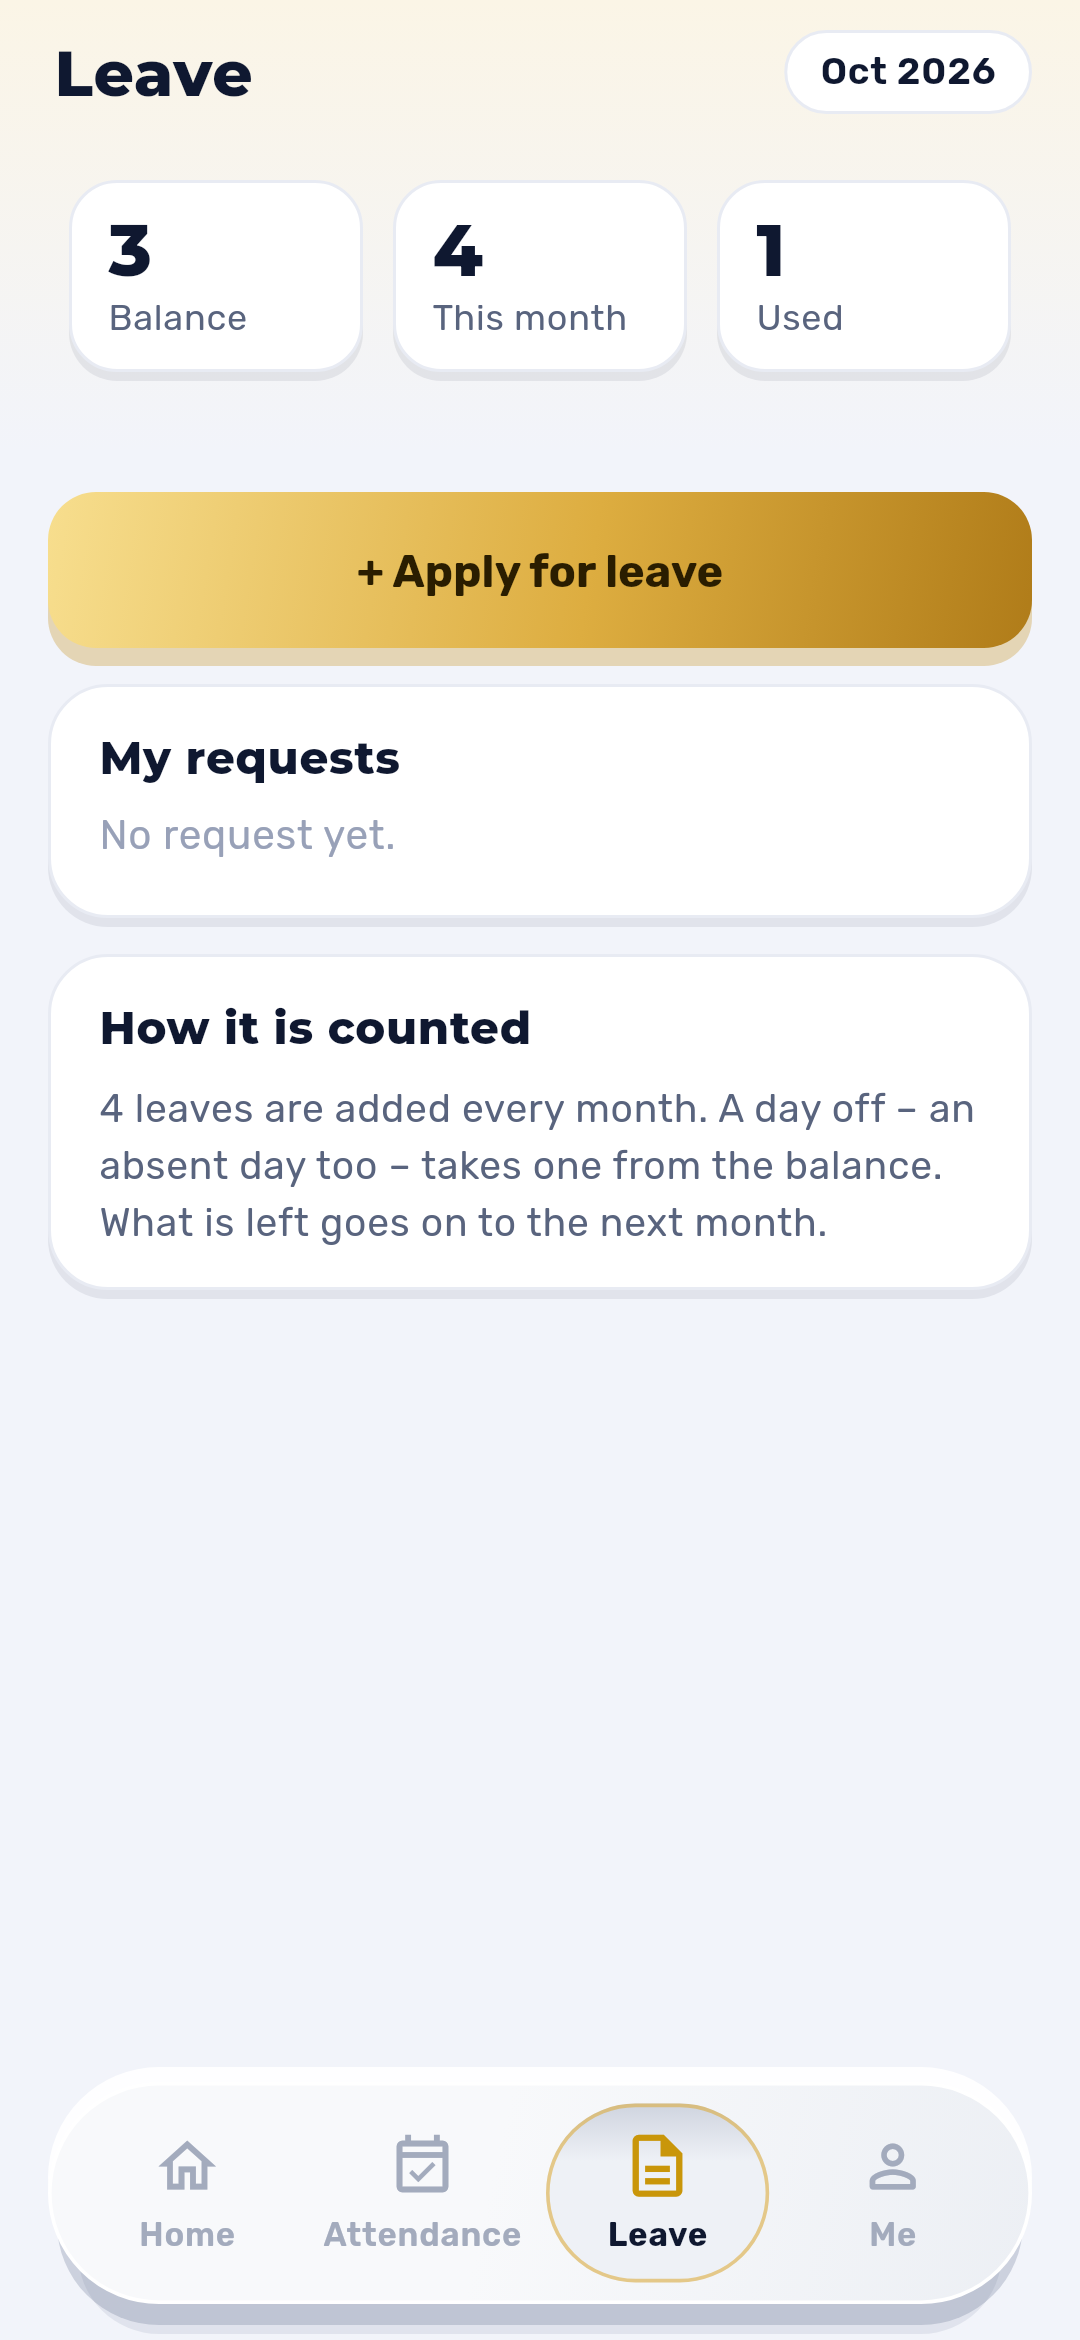 Leave
Oct 2026
3
Balance
4
This month
1
Used
+ Apply for leave
My requests
No request yet.
How it is counted
4 leaves are added every month. A day off – an
absent day too – takes one from the balance.
What is left goes on to the next month.
Home
Attendance
Leave
Me